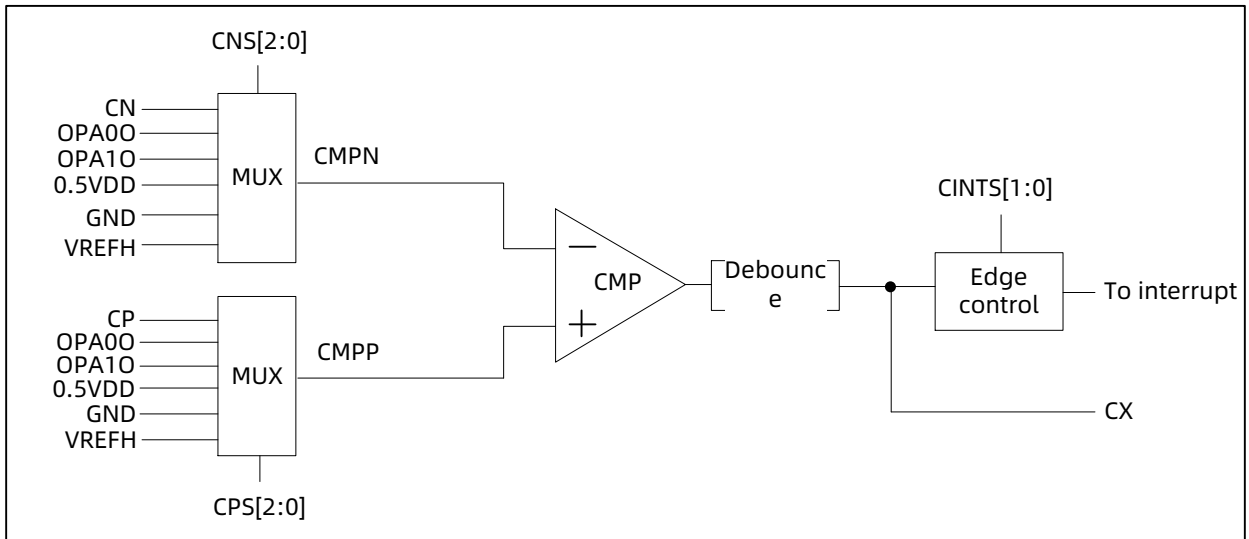 CNS[2:0]
CN
OPA0O
OPA1O
0.5VDD
GND
VREFH
MUX
CMPN
CP
OPA0O
OPA1O
0.5VDD
GND
VREFH
MUX
CMPP
CPS[2:0]
−
CMP
+
Debounc
e
CINTS[1:0]
Edge
control
To interrupt
CX